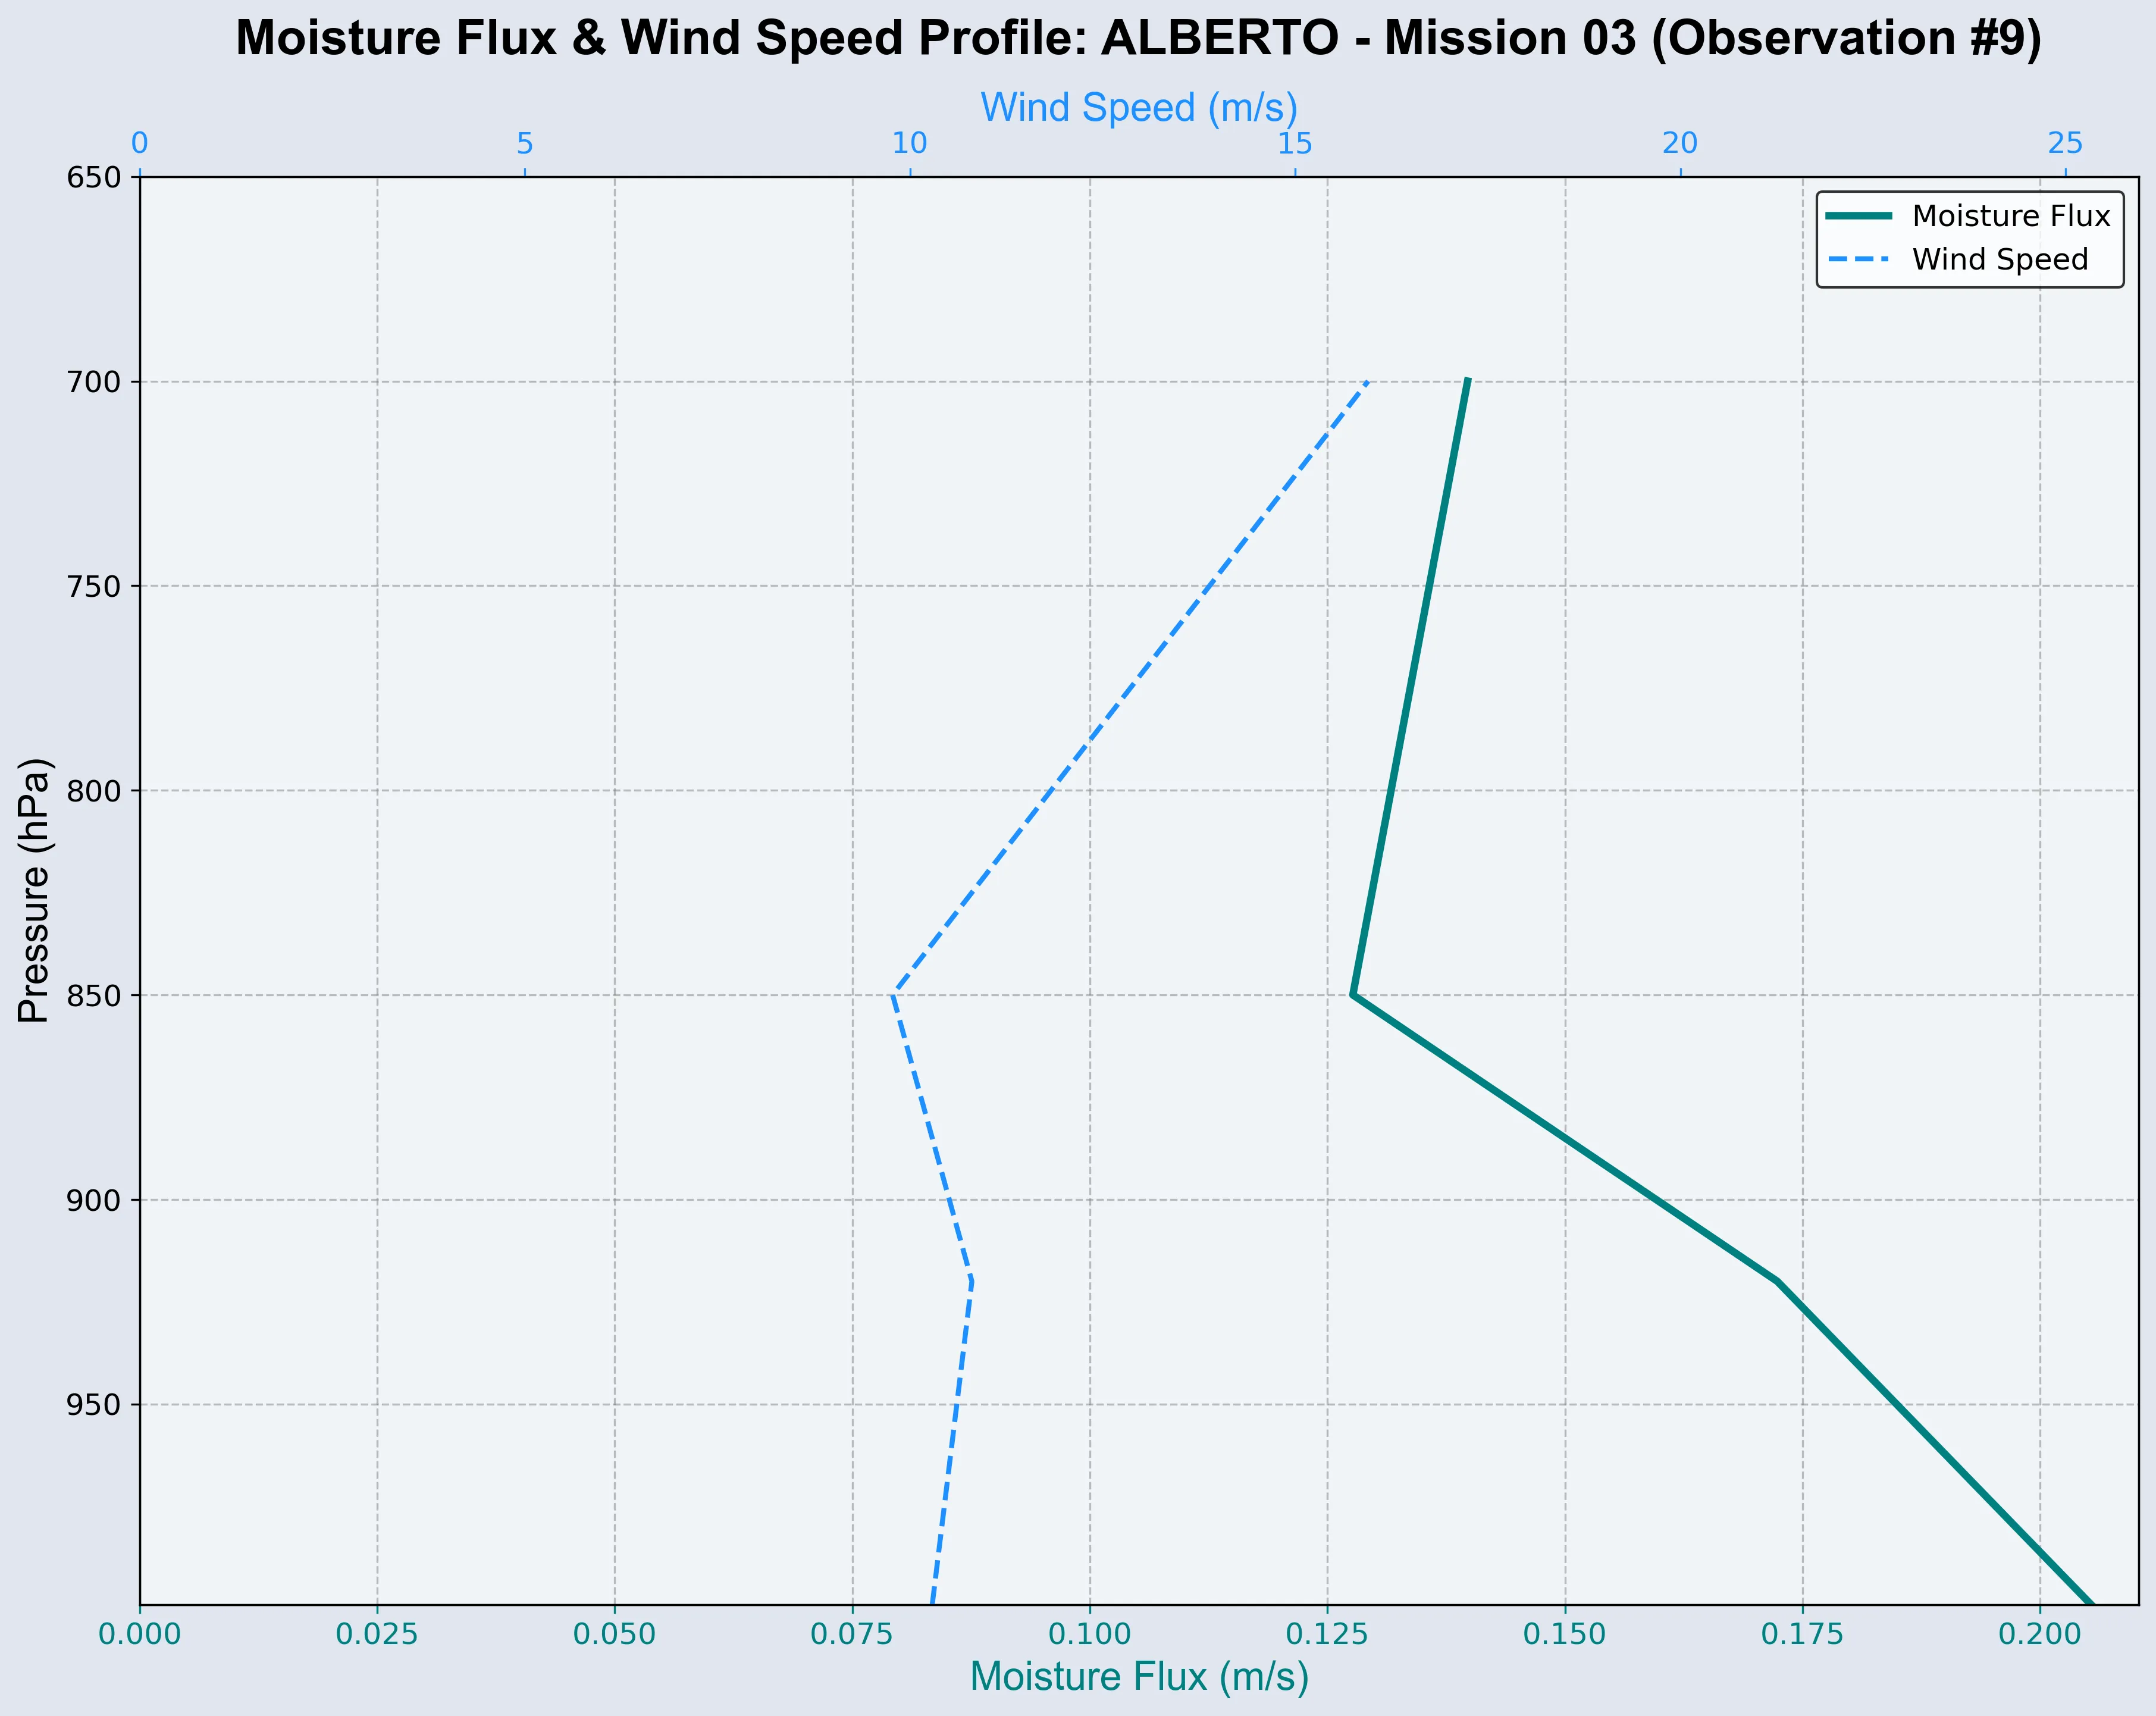 Moisture Flux & Wind Speed Profile: ALBERTO - Mission 03 (Observation #9)
Wind Speed (m/s)
0 5 10 15 20 25
Moisture Flux
Wind Speed
Pressure (hPa)
650
700
750
800
850
900
950
0.000 0.025 0.050 0.075 0.100 0.125 0.150 0.175 0.200
Moisture Flux (m/s)